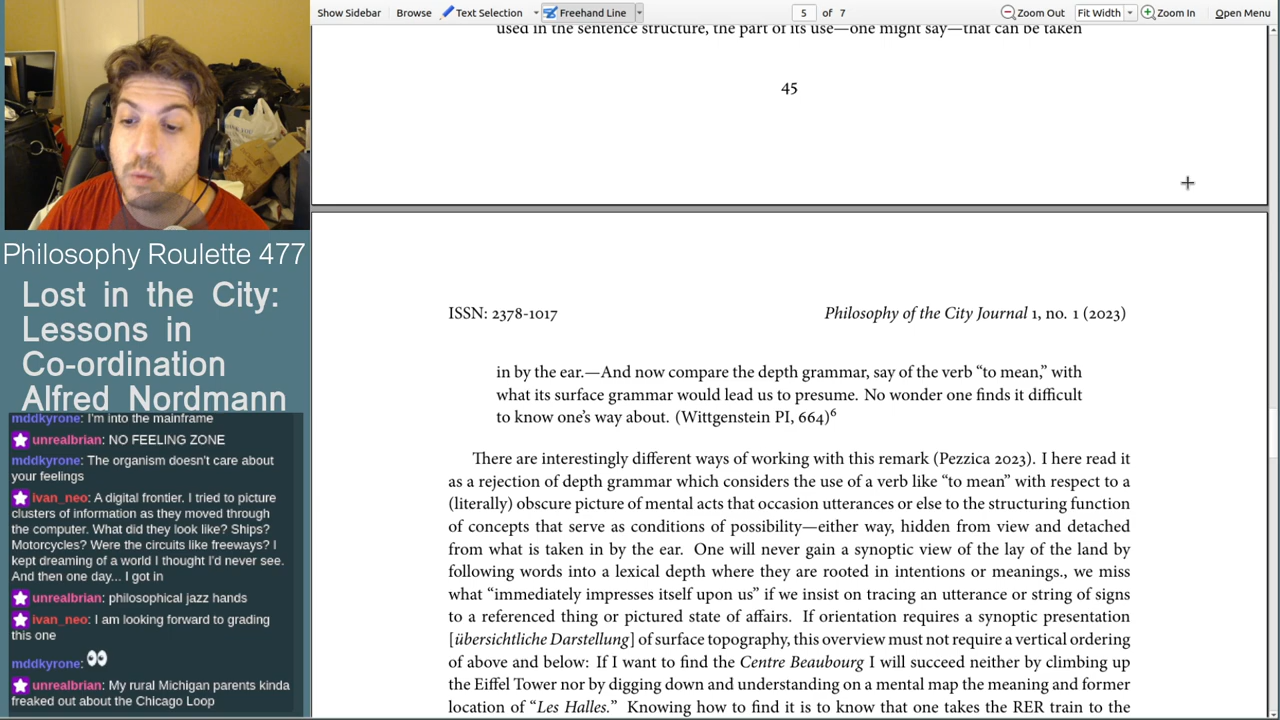 Show Sidebar Browse Text Selection Freehand Line 5 of 7 Zoom Out Fit Width Zoom In Open Menu
used in the sentence structure, the part of its use—one might say—that can be taken
45
ISSN: 2378-1017 Philosophy of the City Journal 1, no. 1 (2023)
in by the ear.—And now compare the depth grammar, say of the verb “to mean,” with
what its surface grammar would lead us to presume. No wonder one finds it difficult
to know one’s way about. (Wittgenstein PI, 664)6
There are interestingly different ways of working with this remark (Pezzica 2023). I here read it
as a rejection of depth grammar which considers the use of a verb like “to mean” with respect to a
(literally) obscure picture of mental acts that occasion utterances or else to the structuring function
of concepts that serve as conditions of possibility—either way, hidden from view and detached
from what is taken in by the ear. One will never gain a synoptic view of the lay of the land by
following words into a lexical depth where they are rooted in intentions or meanings., we miss
what “immediately impresses itself upon us” if we insist on tracing an utterance or string of signs
to a referenced thing or pictured state of affairs. If orientation requires a synoptic presentation
[übersichtliche Darstellung] of surface topography, this overview must not require a vertical ordering
of above and below: If I want to find the Centre Beaubourg I will succeed neither by climbing up
the Eiffel Tower nor by digging down and understanding on a mental map the meaning and former
location of “Les Halles.” Knowing how to find it is to know that one takes the RER train to the
Philosophy Roulette 477
Lost in the City:
Lessons in
Co-ordination
Alfred Nordmann
mddkyrone: I'm into the mainframe
unrealbrian: NO FEELING ZONE
mddkyrone: The organism doesn't care about
your feelings
ivan_neo: A digital frontier. I tried to picture
clusters of information as they moved through
the computer. What did they look like? Ships?
Motorcycles? Were the circuits like freeways? I
kept dreaming of a world I thought I'd never see.
And then one day... I got in
unrealbrian: philosophical jazz hands
ivan_neo: I am looking forward to grading
this one
mddkyrone: 👀
unrealbrian: My rural Michigan parents kinda
freaked out about the Chicago Loop